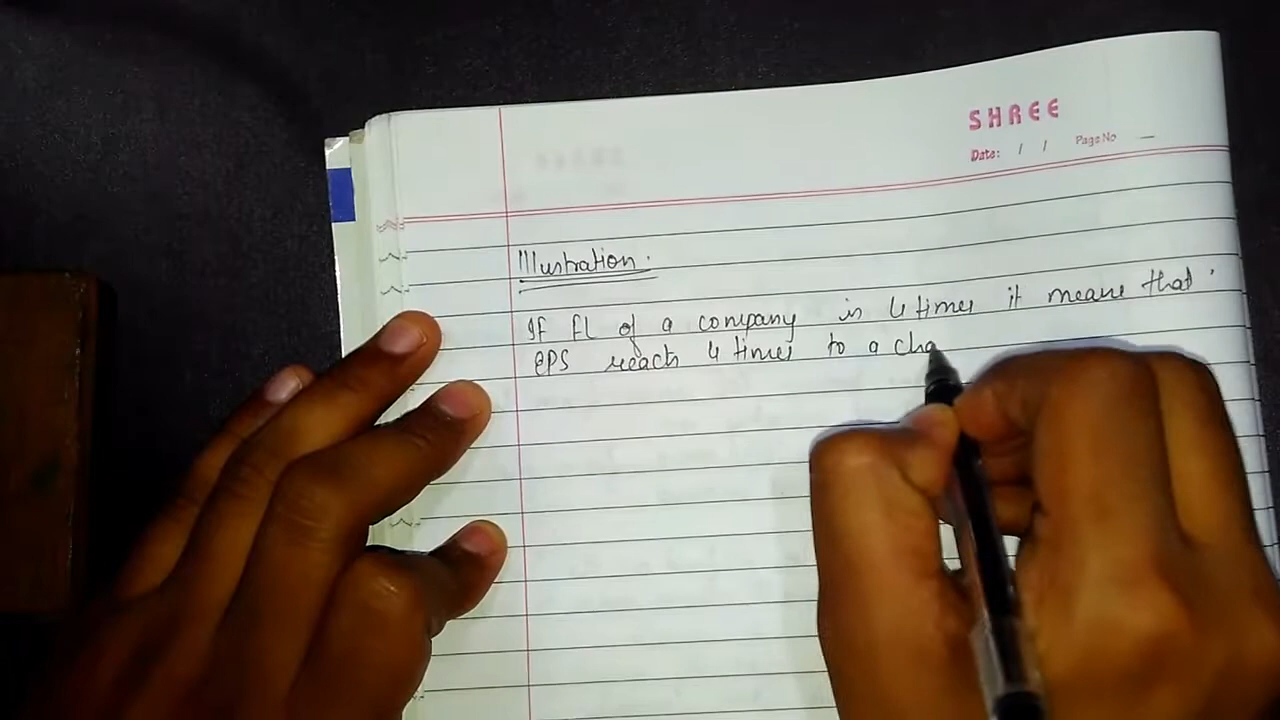 SHREE
Date: / / Page No —
Illustration.
If FL of a company is 4 times it means that
EPS reach 4 times to a cha